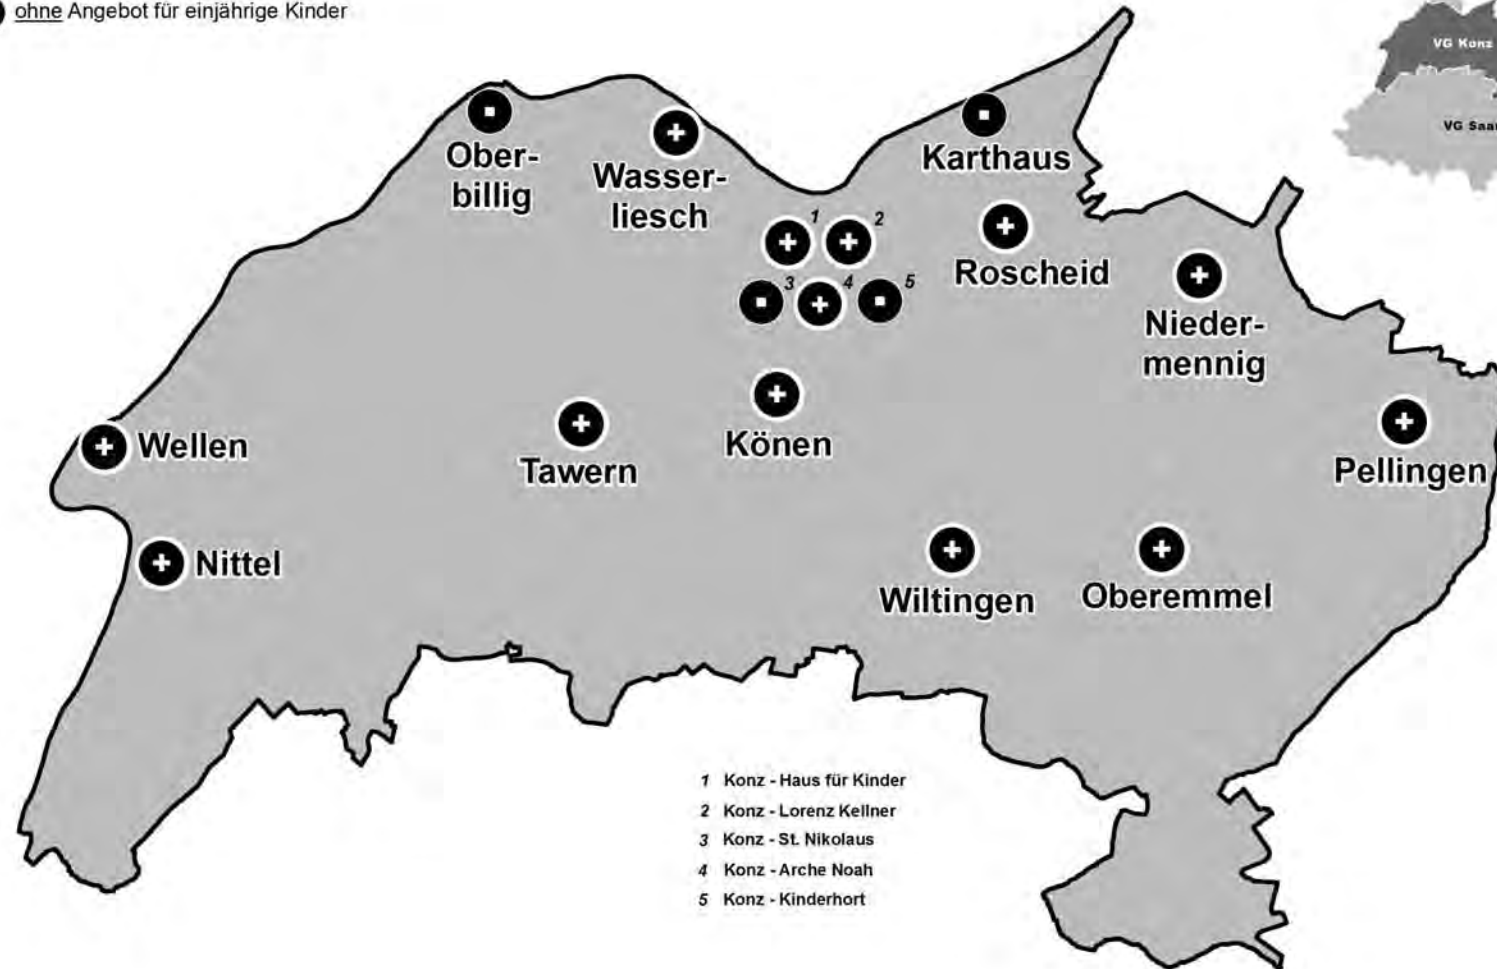 ohne Angebot für einjährige Kinder
VG Konz
VG Saar
Ober-
billig
Wasser-
liesch
Karthaus
1
2
Roscheid
3
4
5
Nieder-
mennig
Könen
Wellen
Tawern
Pellingen
Nittel
Wiltingen
Oberemmel
1 Konz - Haus für Kinder
2 Konz - Lorenz Kellner
3 Konz - St. Nikolaus
4 Konz - Arche Noah
5 Konz - Kinderhort